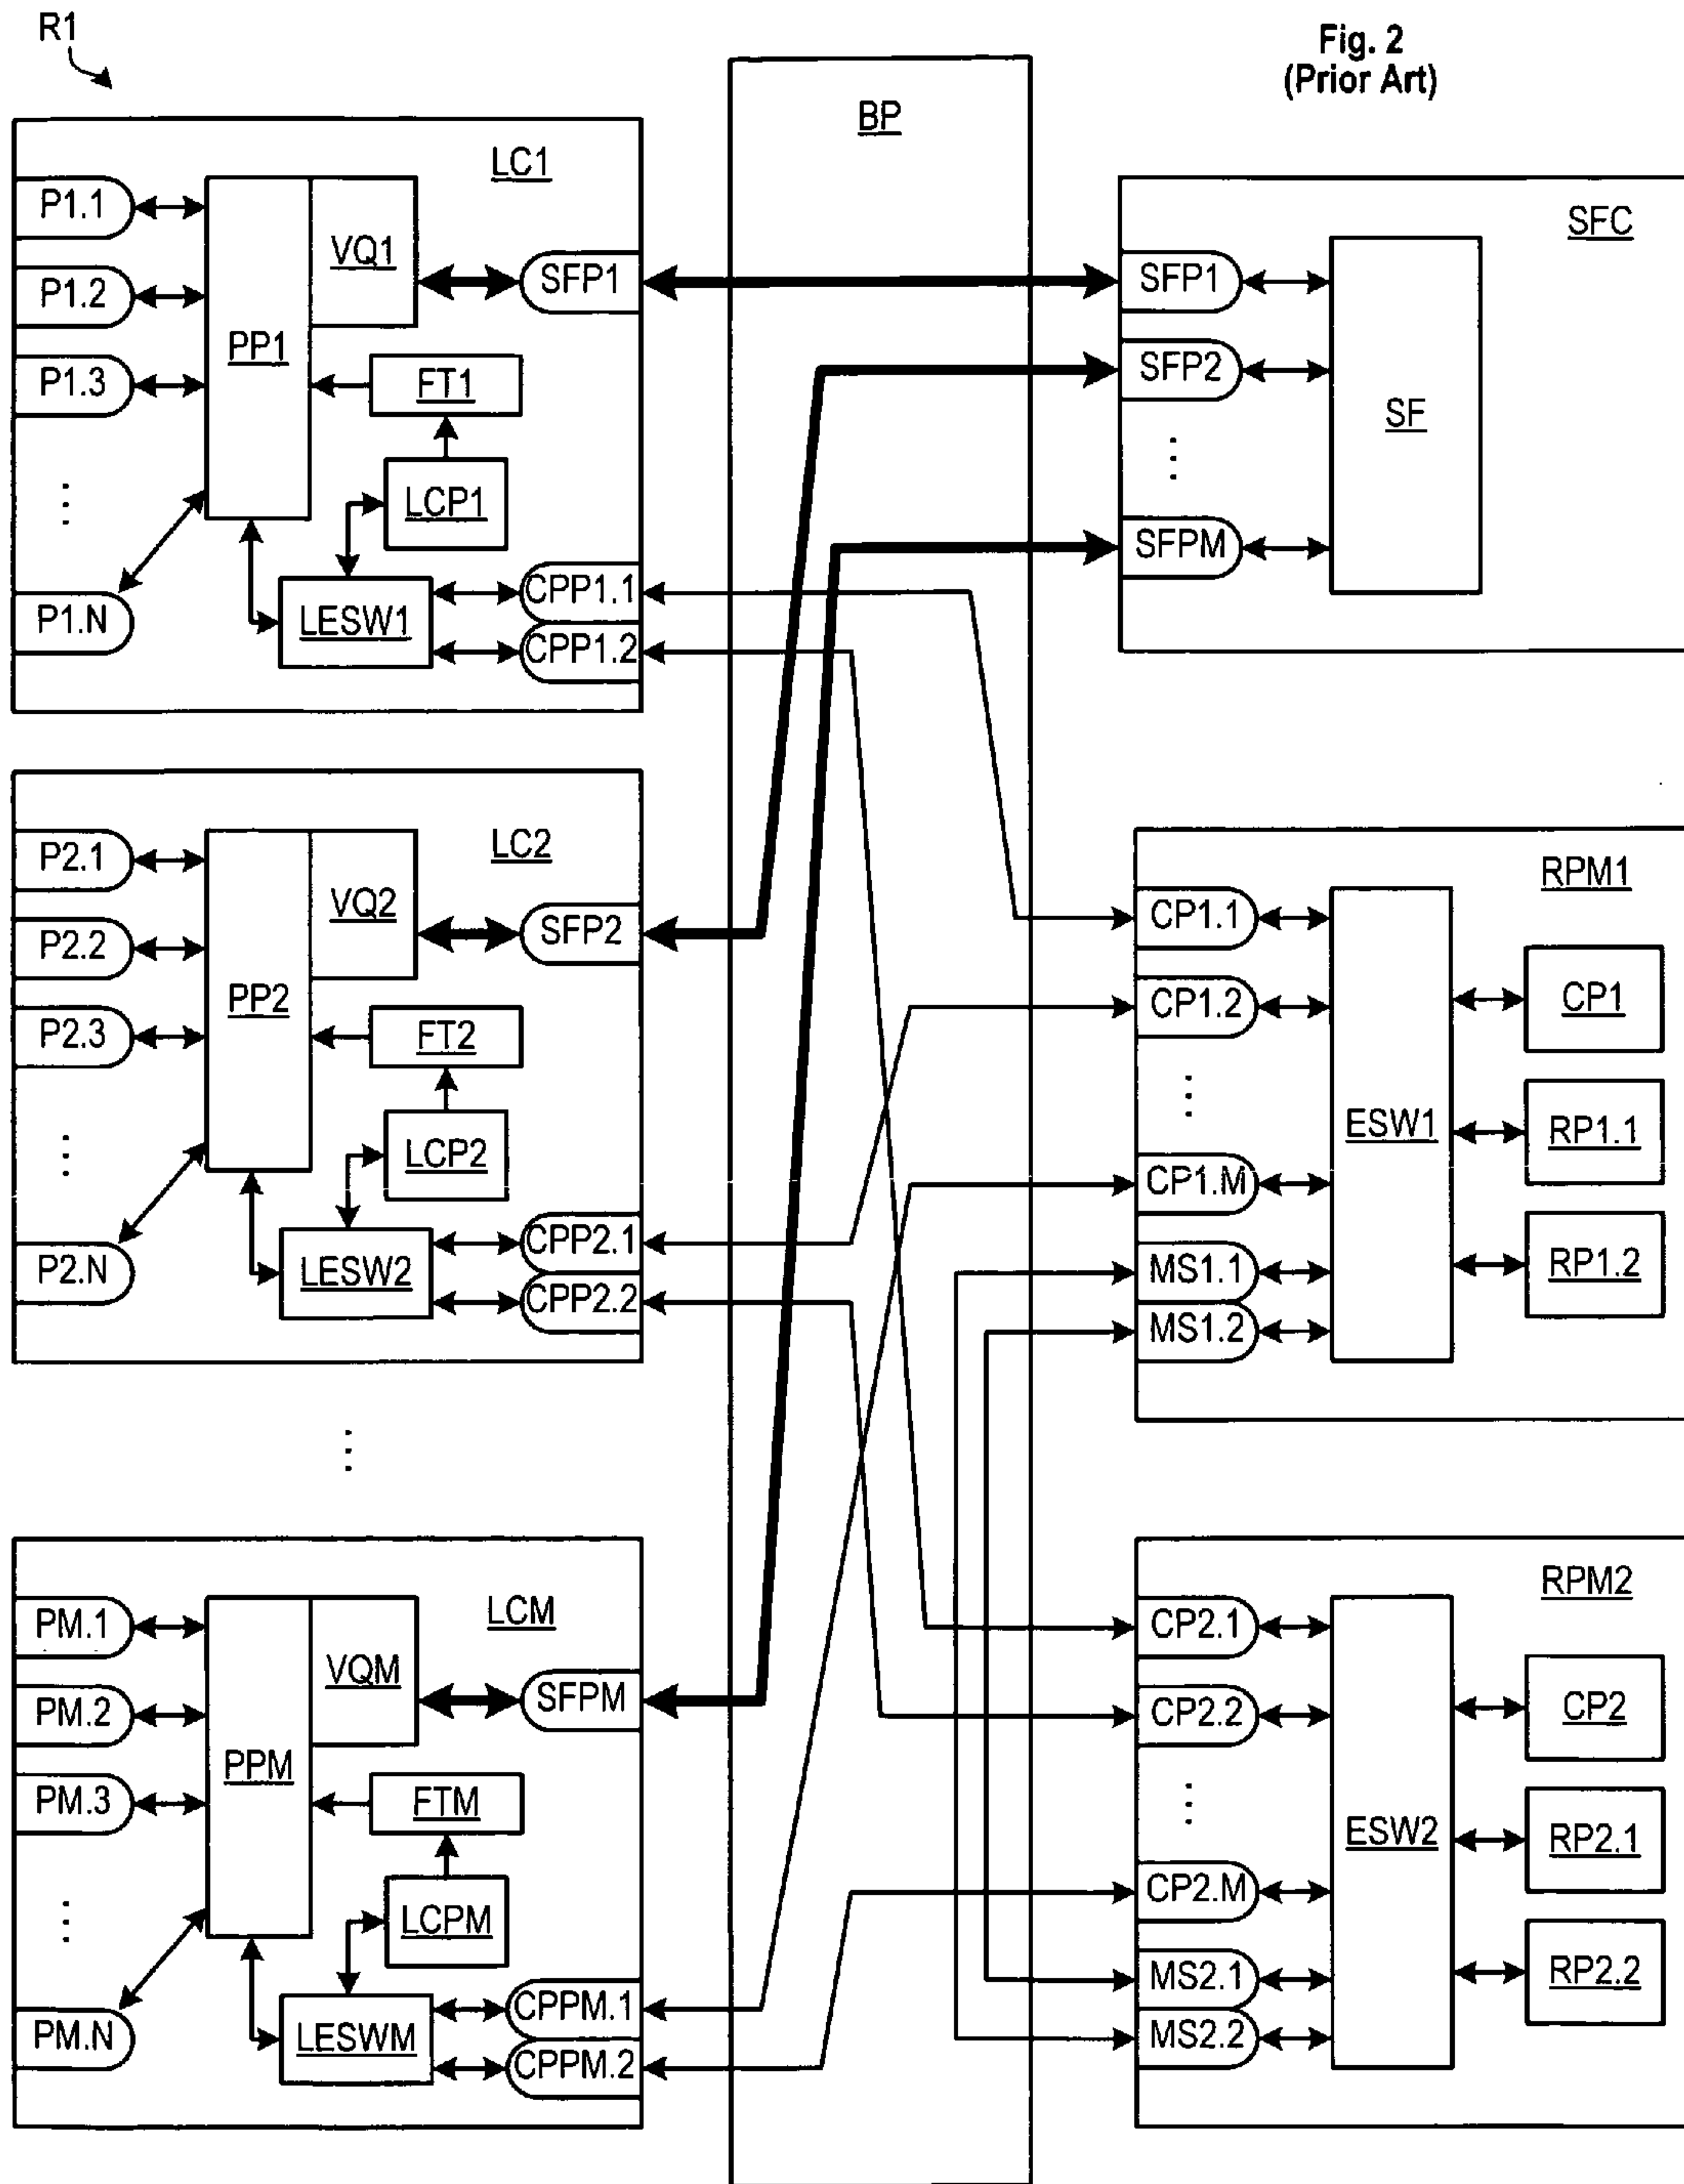 R1
Fig. 2
(Prior Art)
BP
LC1
P1.1
P1.2
P1.3
⋮
P1.N
PP1
VQ1
SFP1
FT1
LCP1
LESW1
CPP1.1
CPP1.2
SFC
SFP1
SFP2
⋮
SFPM
SF
LC2
P2.1
P2.2
P2.3
⋮
P2.N
PP2
VQ2
SFP2
FT2
LCP2
LESW2
CPP2.1
CPP2.2
RPM1
CP1.1
CP1.2
⋮
CP1.M
MS1.1
MS1.2
ESW1
CP1
RP1.1
RP1.2
⋮
LCM
PM.1
PM.2
PM.3
⋮
PM.N
PPM
VQM
SFPM
FTM
LCPM
LESWM
CPPM.1
CPPM.2
RPM2
CP2.1
CP2.2
⋮
CP2.M
MS2.1
MS2.2
ESW2
CP2
RP2.1
RP2.2